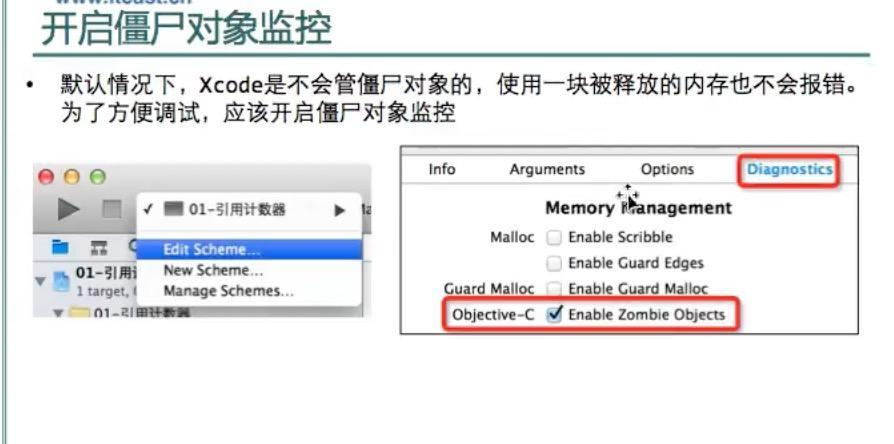 www.itcast.cn
开启僵尸对象监控
• 默认情况下，Xcode是不会管僵尸对象的，使用一块被释放的内存也不会报错。
为了方便调试，应该开启僵尸对象监控
✓ 01-引用计数器
Edit Scheme...
New Scheme...
Manage Schemes...
01-引用
1 target,
01-引用计数器
Info Arguments Options Diagnostics
Memory Management
Malloc Enable Scribble
Enable Guard Edges
Guard Malloc Enable Guard Malloc
Objective-C ✓ Enable Zombie Objects